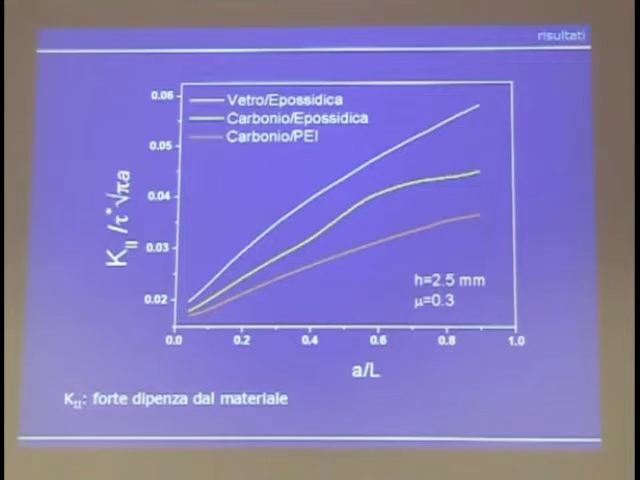 risultati
Vetro/Epossidica
Carbonio/Epossidica
Carbonio/PEI
0.06
0.05
0.04
0.03
0.02
K_II /τ*√πa
h=2.5 mm
μ=0.3
0.0 0.2 0.4 0.6 0.8 1.0
a/L
K_II: forte dipenza dal materiale